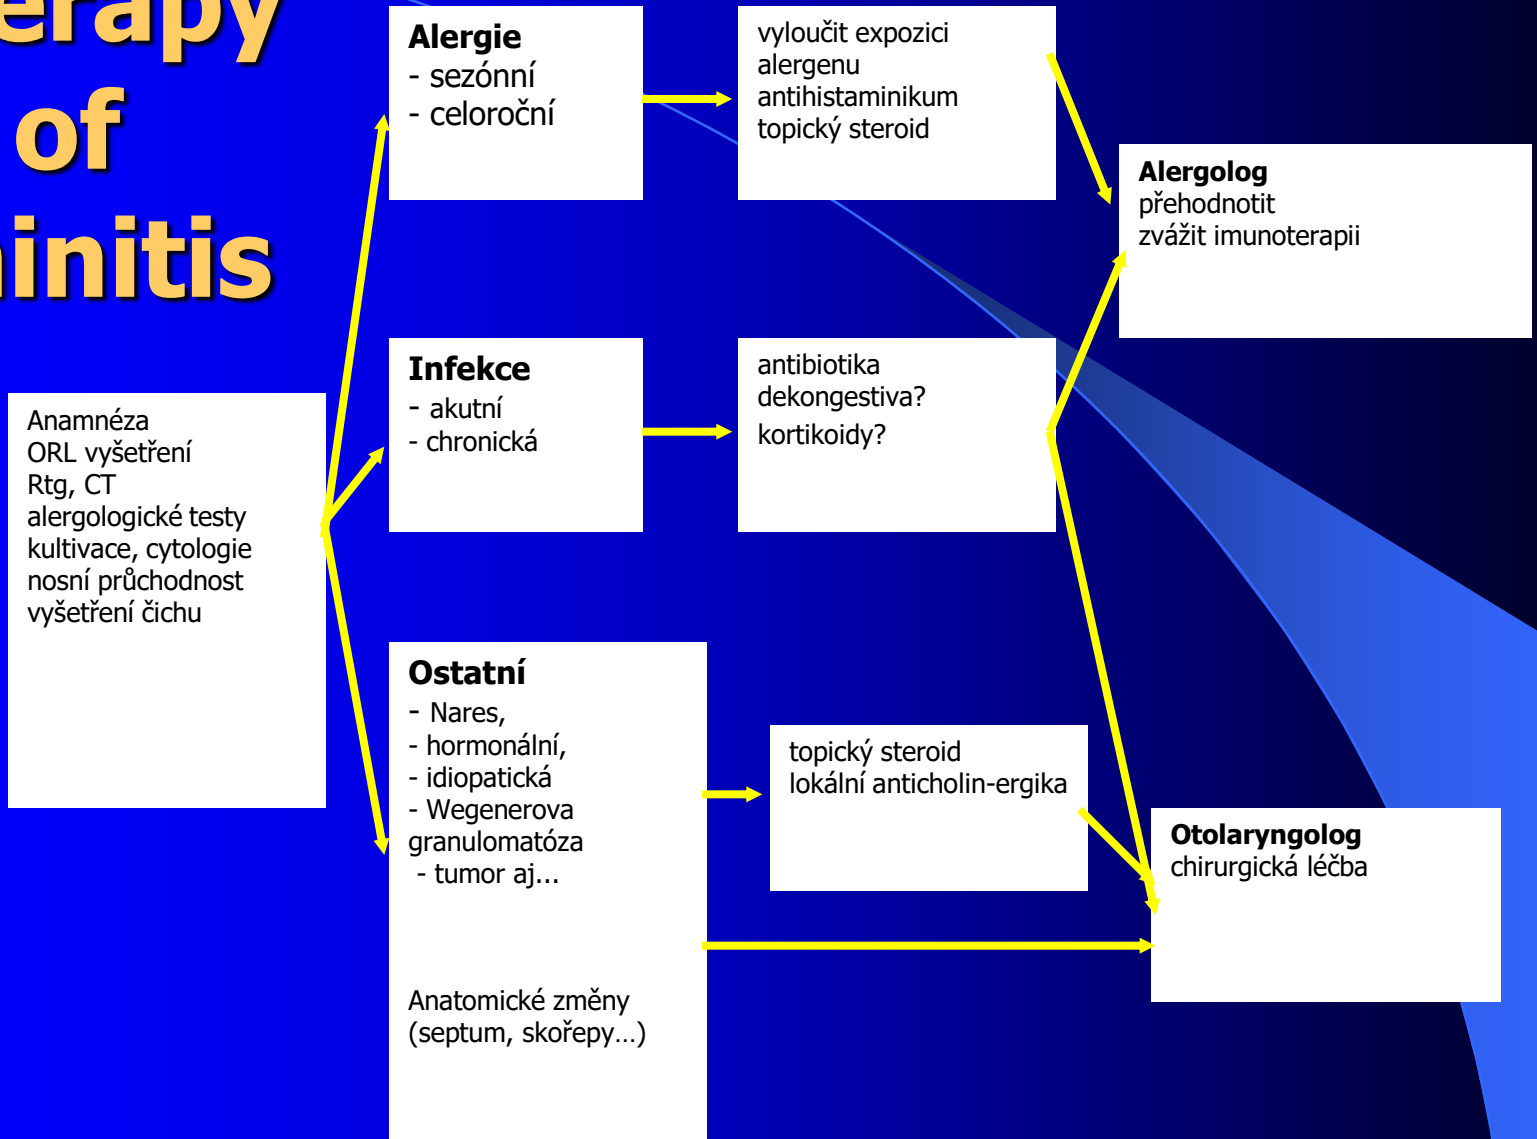 of
Alergie
- sezónní
- celoroční
vyloučit expozici
alergenu
antihistaminikum
topický steroid
Alergolog
přehodnotit
zvážit imunoterapii
Infekce
- akutní
- chronická
antibiotika
dekongestiva?
kortikoidy?
Anamnéza
ORL vyšetření
Rtg, CT
alergologické testy
kultivace, cytologie
nosní průchodnost
vyšetření čichu
Ostatní
- Nares,
- hormonální,
- idiopatická
- Wegenerova
granulomatóza
- tumor aj...
Anatomické změny
(septum, skořepy…)
topický steroid
lokální anticholin-ergika
Otolaryngolog
chirurgická léčba